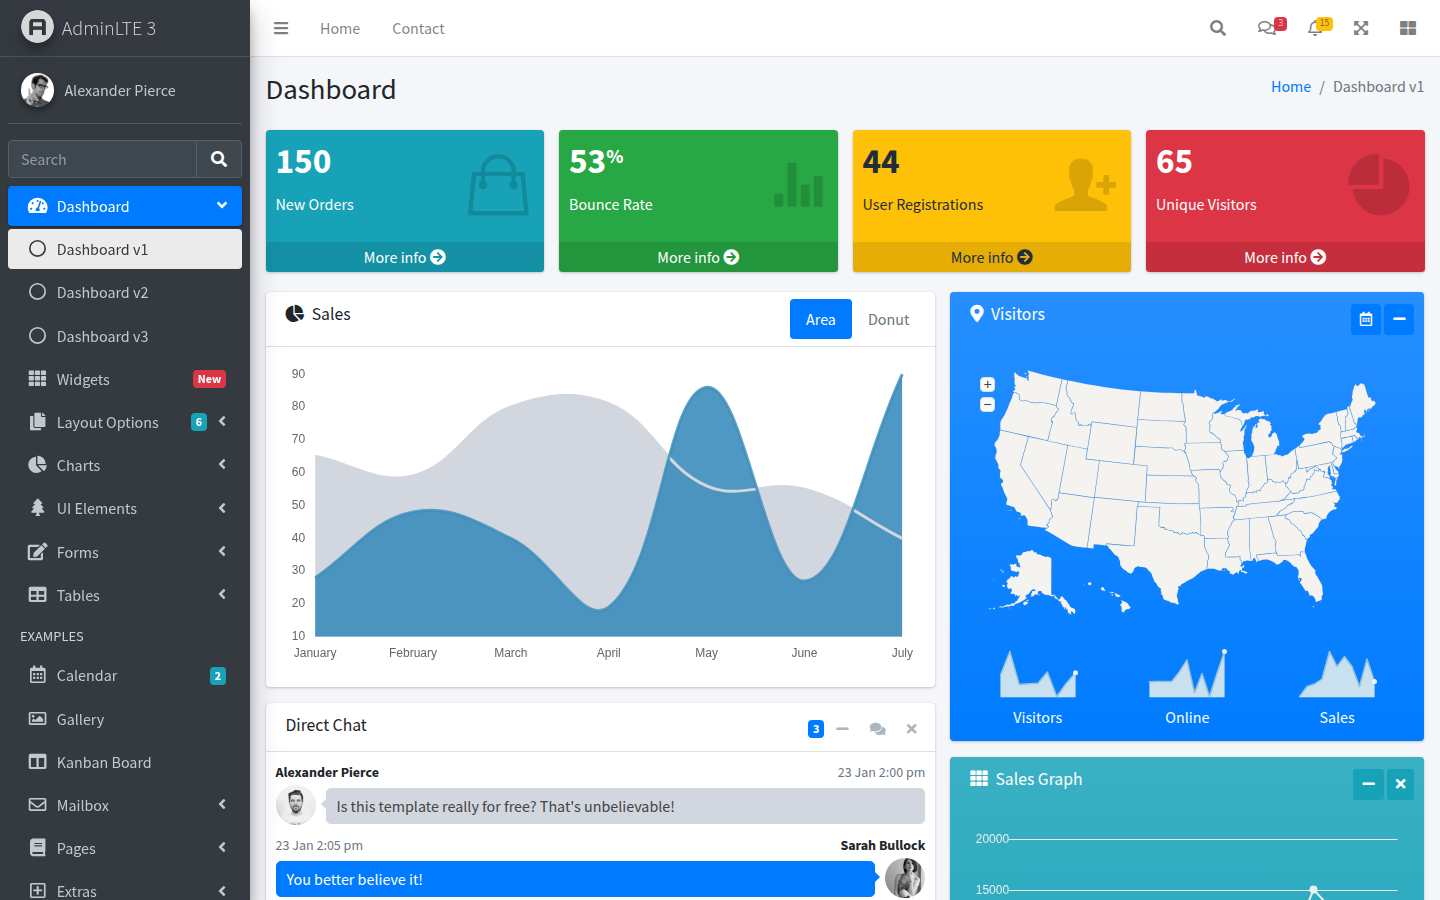 AdminLTE 3
Home
Contact
3
15
Alexander Pierce
Search
Dashboard
Dashboard v1
Dashboard v2
Dashboard v3
Widgets
New
Layout Options
6
Charts
UI Elements
Forms
Tables
EXAMPLES
Calendar
2
Gallery
Kanban Board
Mailbox
Pages
Extras
Dashboard
Home / Dashboard v1
150
New Orders
More info
53%
Bounce Rate
More info
44
User Registrations
More info
65
Unique Visitors
More info
Sales
Area
Donut
90
80
70
60
50
40
30
20
10
January February March April May June July
Direct Chat
3
Alexander Pierce
23 Jan 2:00 pm
Is this template really for free? That's unbelievable!
23 Jan 2:05 pm
Sarah Bullock
You better believe it!
Visitors
+
−
Visitors
Online
Sales
Sales Graph
20000
15000